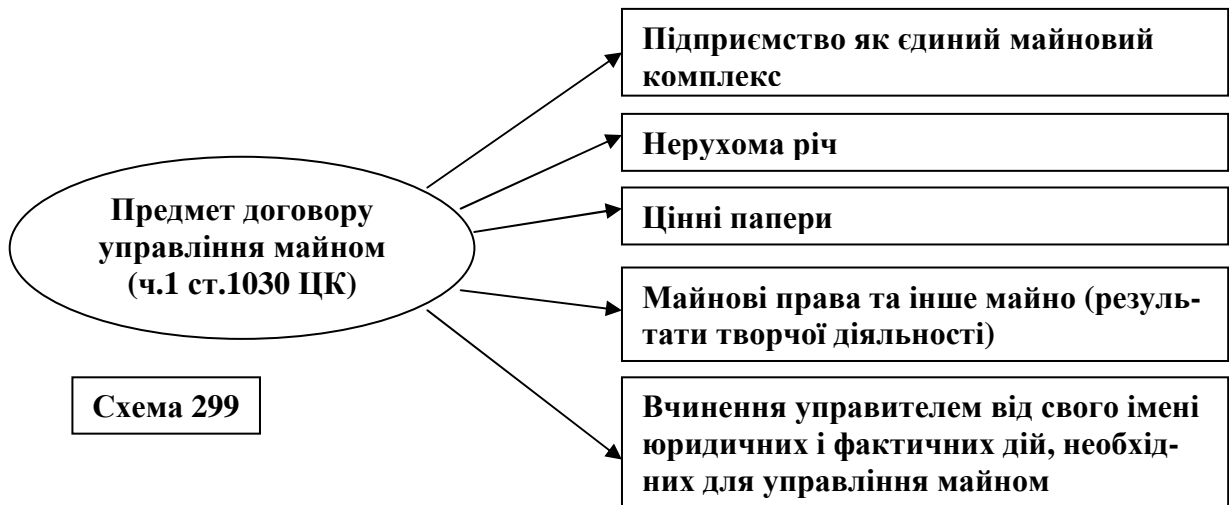 Підприємство як єдиний майновий
комплекс
Нерухома річ
Предмет договору
управління майном
(ч.1 ст.1030 ЦК)
Цінні папери
Майнові права та інше майно (резуль-
тати творчої діяльності)
Схема 299
Вчинення управителем від свого імені
юридичних і фактичних дій, необхід-
них для управління майном